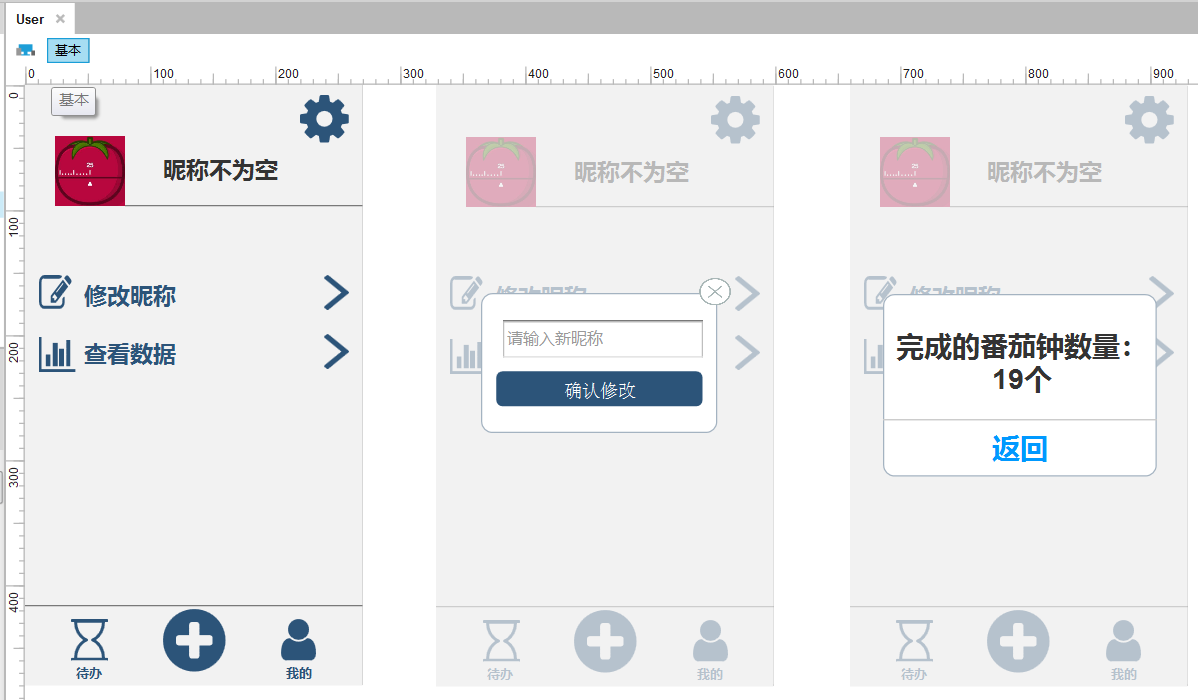 User
基本
0 100 200 300 400 500 600 700 800 900
0
100
200
300
400
基本
25
昵称不为空
修改昵称
查看数据
待办
我的
25
昵称不为空
修改昵称
请输入新昵称
确认修改
待办
我的
25
昵称不为空
修改昵称
完成的番茄钟数量：
19个
返回
待办
我的